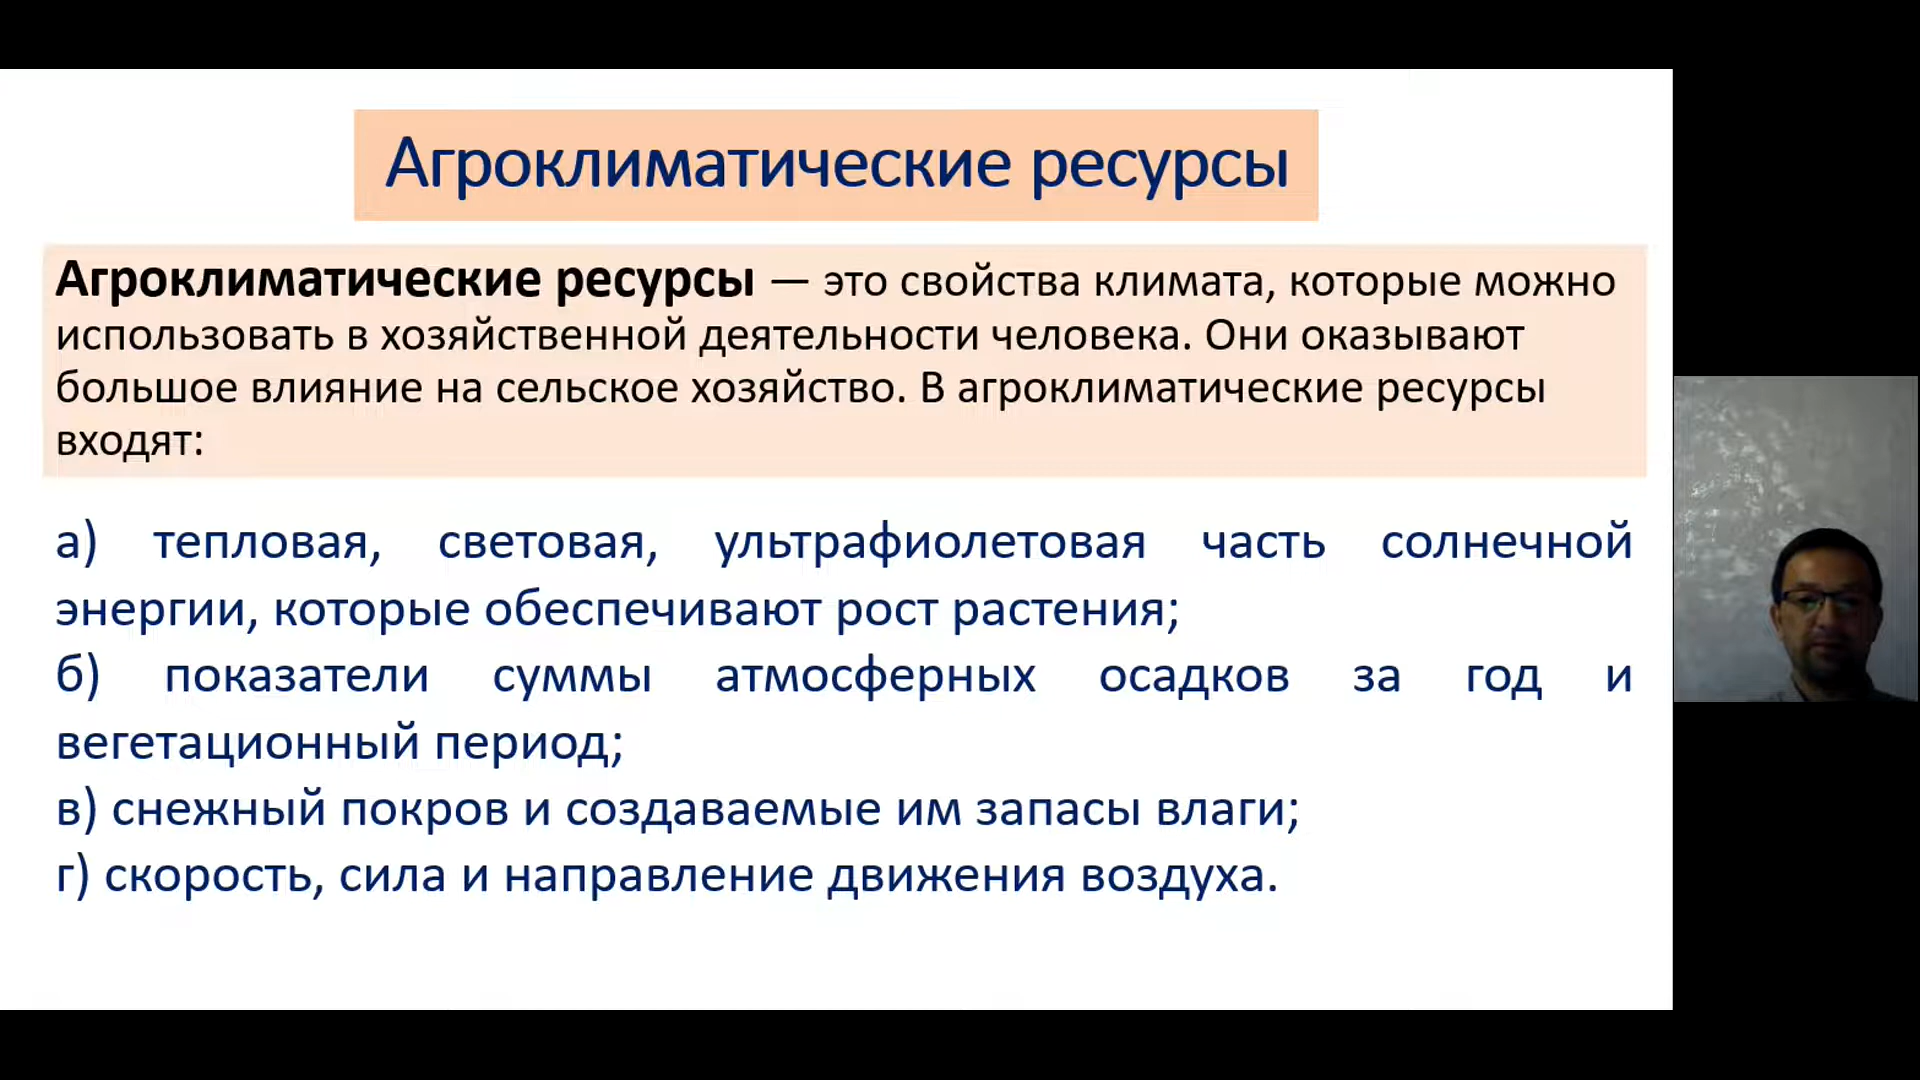 Агроклиматические ресурсы
Агроклиматические ресурсы — это свойства климата, которые можно
использовать в хозяйственной деятельности человека. Они оказывают
большое влияние на сельское хозяйство. В агроклиматические ресурсы
входят:
а) тепловая, световая, ультрафиолетовая часть солнечной
энергии, которые обеспечивают рост растения;
б) показатели суммы атмосферных осадков за год и
вегетационный период;
в) снежный покров и создаваемые им запасы влаги;
г) скорость, сила и направление движения воздуха.